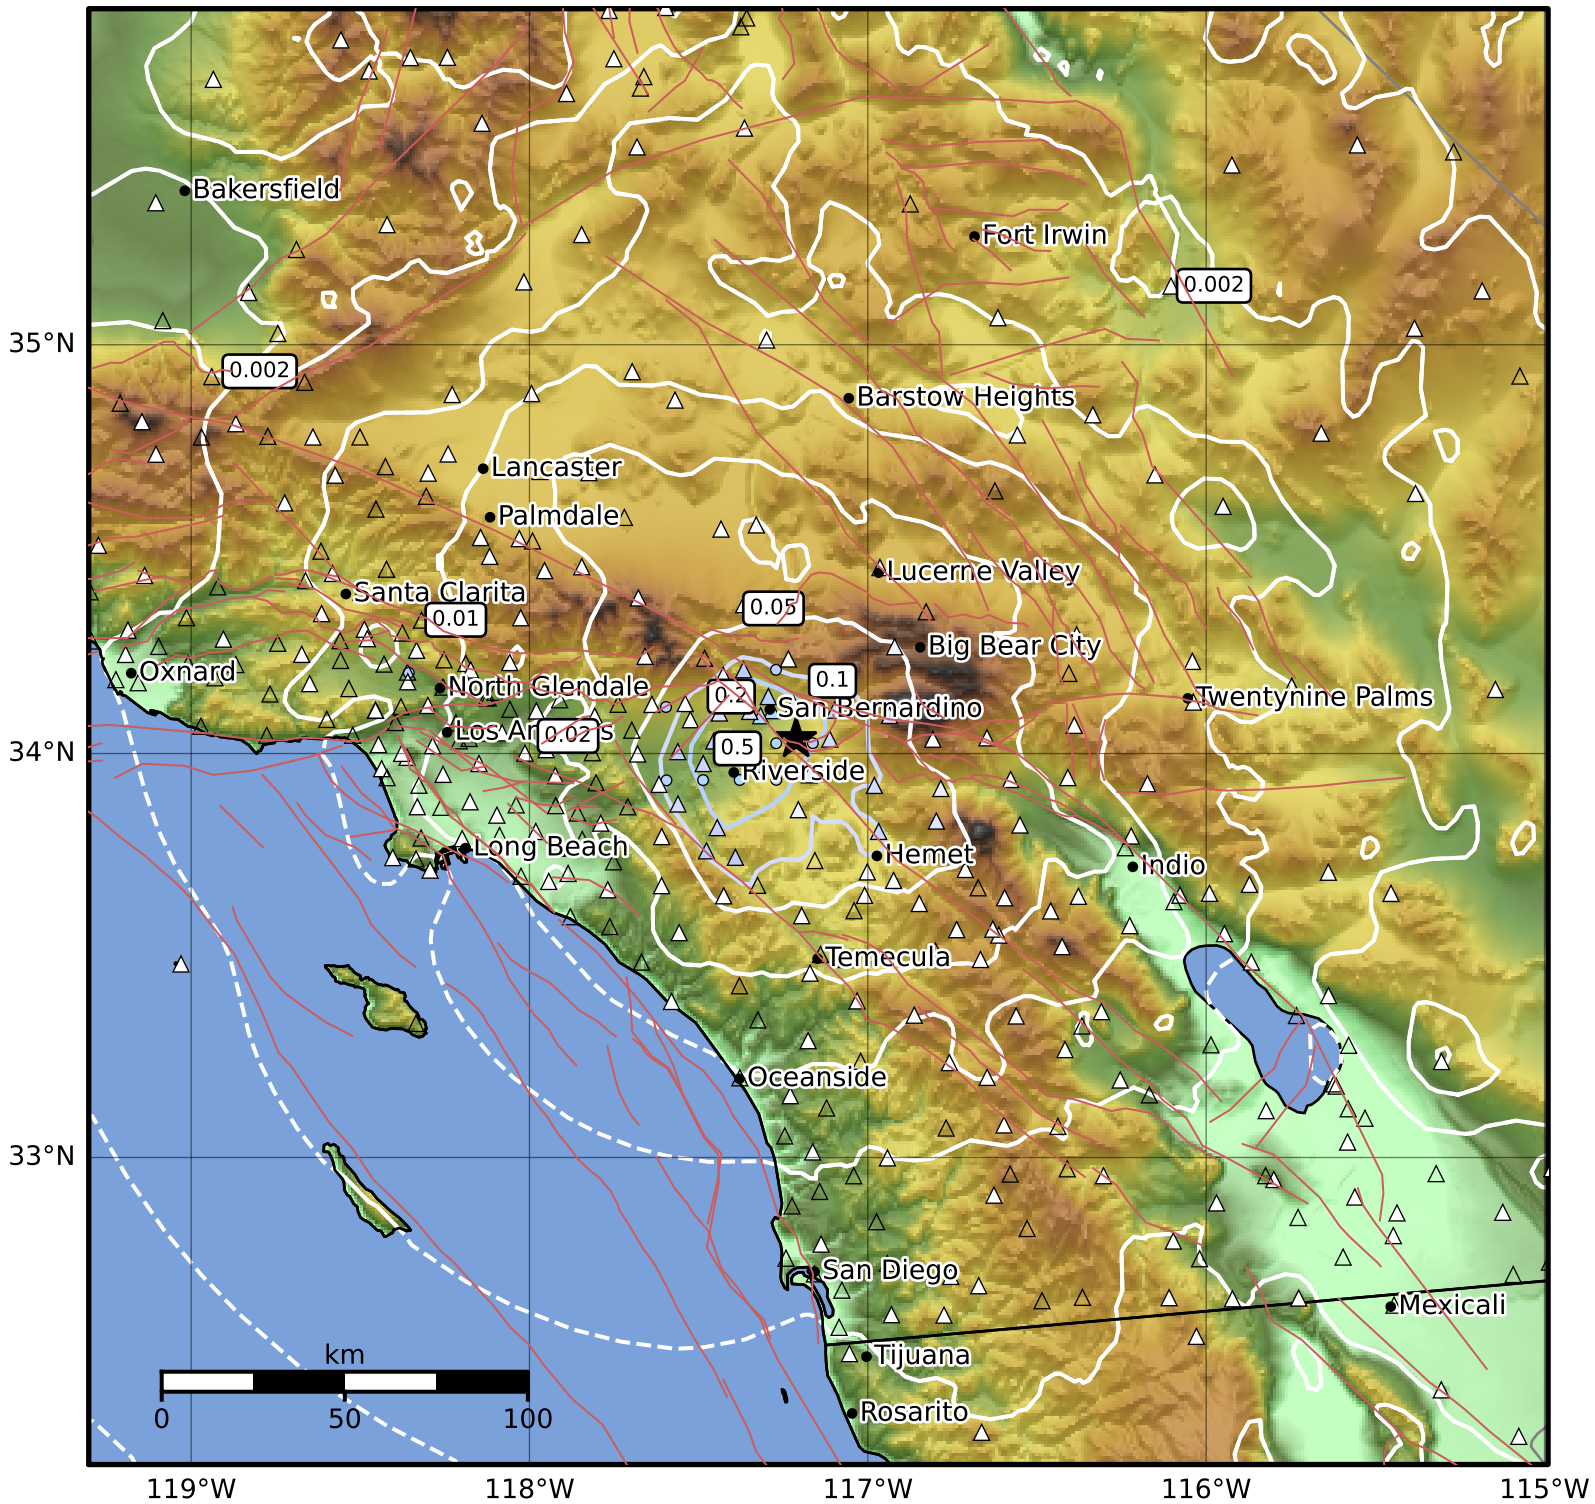 Bakersfield
Fort Irwin
0.002
35°N
0.002
Barstow Heights
Lancaster
Palmdale
Lucerne Valley
Santa Clarita
0.05
0.01
Big Bear City
Oxnard
North Glendale
0.1
0.2
Twentynine Palms
San Bernardino
Los Angeles
0.02
34°N
0.5
Riverside
Long Beach
Hemet
Indio
Temecula
Oceanside
33°N
San Diego
Mexicali
km
Tijuana
0 50 100
Rosarito
119°W 118°W 117°W 116°W 115°W